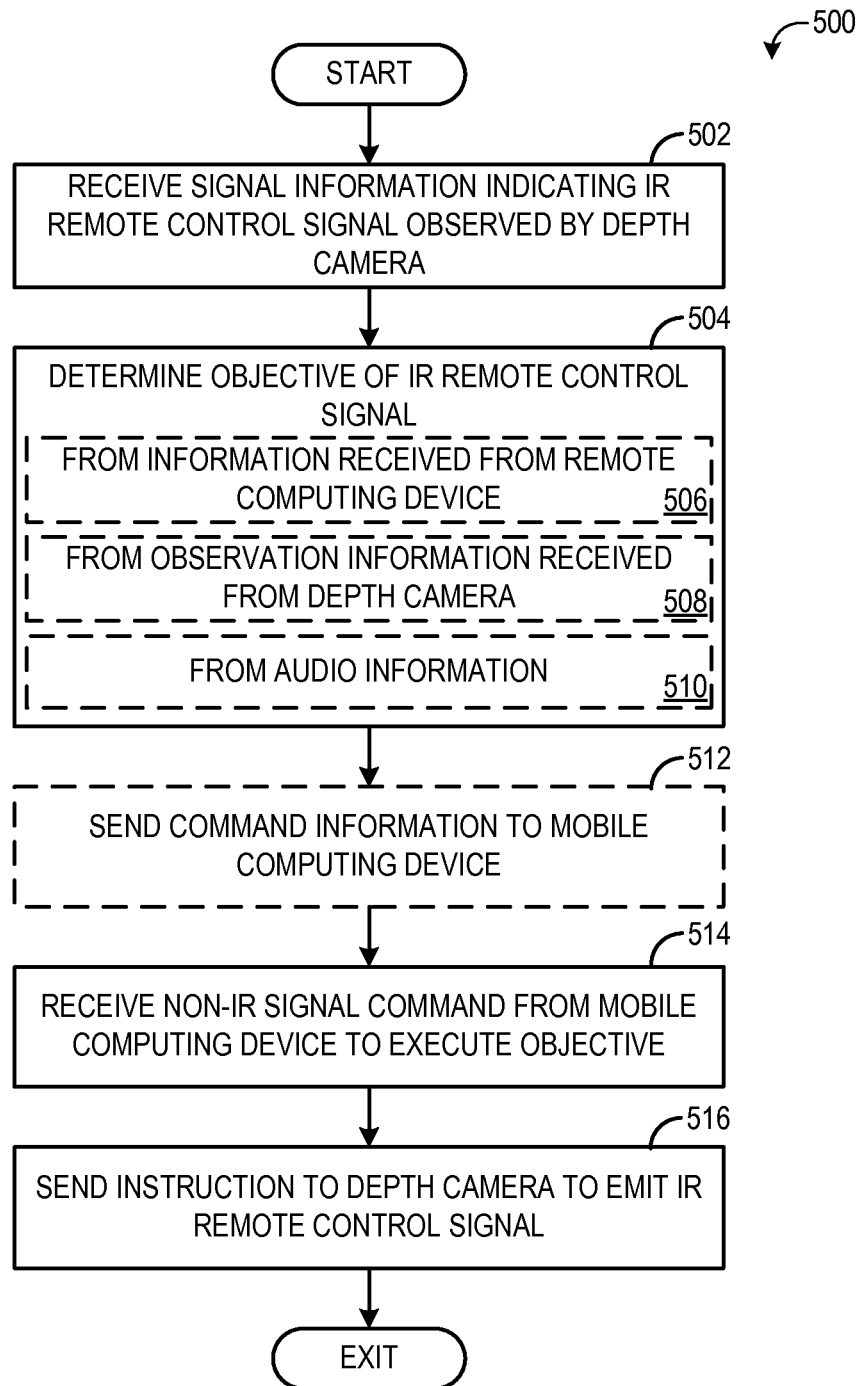 500
START
502
RECEIVE SIGNAL INFORMATION INDICATING IR
REMOTE CONTROL SIGNAL OBSERVED BY DEPTH
CAMERA
504
DETERMINE OBJECTIVE OF IR REMOTE CONTROL
SIGNAL
FROM INFORMATION RECEIVED FROM REMOTE
COMPUTING DEVICE
506
FROM OBSERVATION INFORMATION RECEIVED
FROM DEPTH CAMERA
508
FROM AUDIO INFORMATION
510
512
SEND COMMAND INFORMATION TO MOBILE
COMPUTING DEVICE
514
RECEIVE NON-IR SIGNAL COMMAND FROM MOBILE
COMPUTING DEVICE TO EXECUTE OBJECTIVE
516
SEND INSTRUCTION TO DEPTH CAMERA TO EMIT IR
REMOTE CONTROL SIGNAL
EXIT